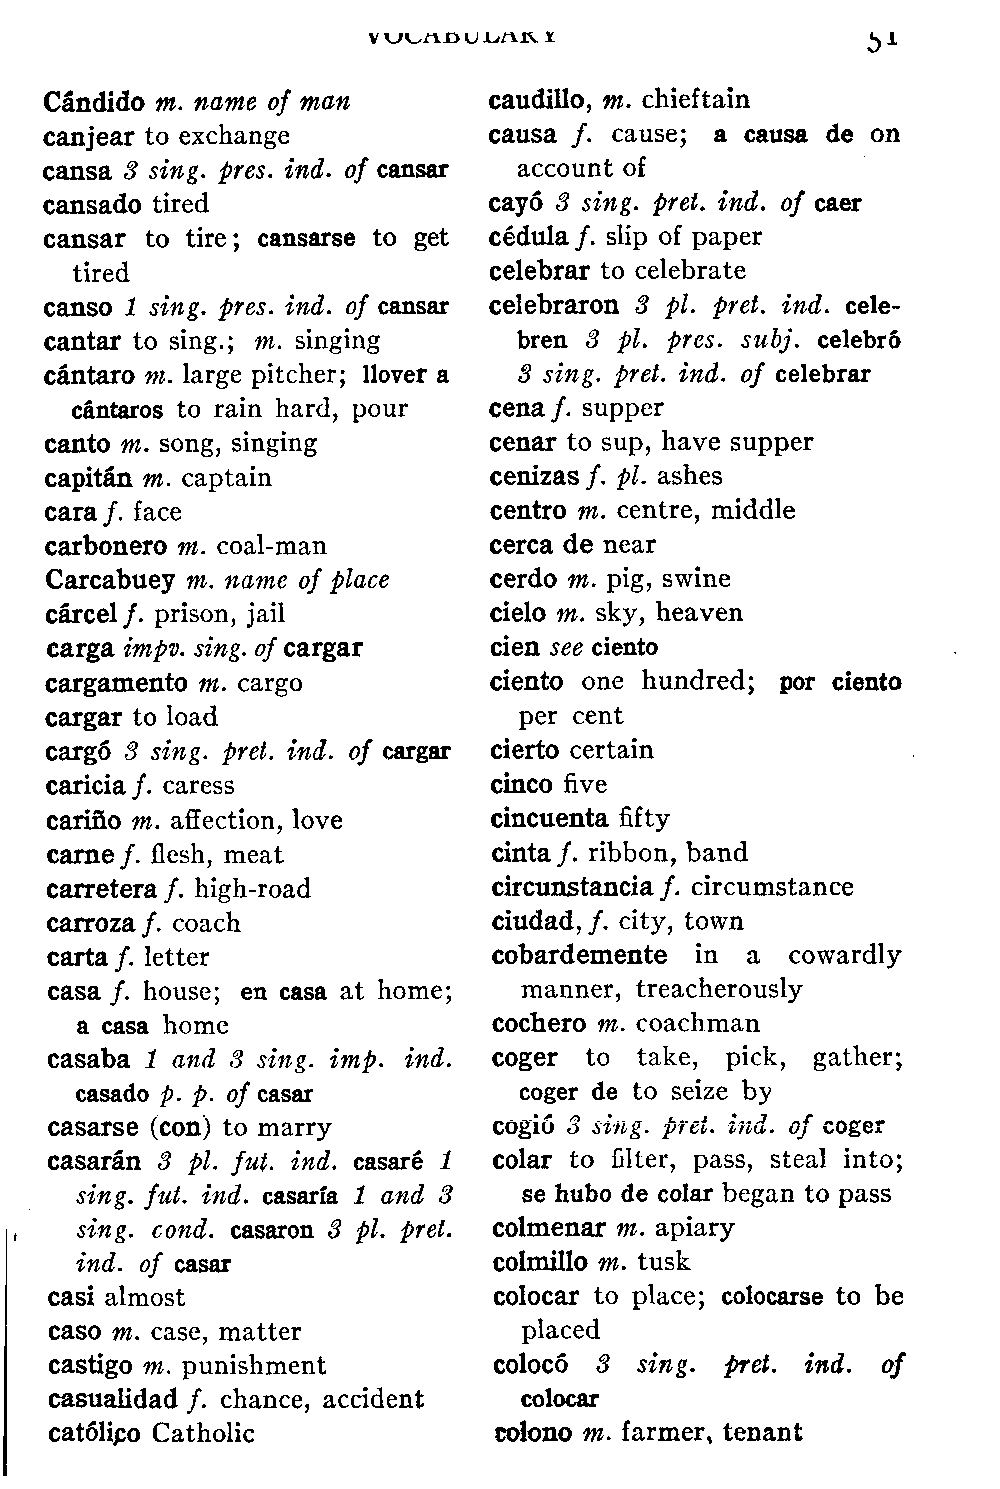 VOCABULARY 51
Cándido m. name of man
canjear to exchange
cansa 3 sing. pres. ind. of cansar
cansado tired
cansar to tire; cansarse to get
tired
canso 1 sing. pres. ind. of cansar
cantar to sing.; m. singing
cántaro m. large pitcher; llover a
cántaros to rain hard, pour
canto m. song, singing
capitán m. captain
cara f. face
carbonero m. coal-man
Carcabuey m. name of place
cárcel f. prison, jail
carga impv. sing. of cargar
cargamento m. cargo
cargar to load
cargó 3 sing. pret. ind. of cargar
caricia f. caress
cariño m. affection, love
carne f. flesh, meat
carretera f. high-road
carroza f. coach
carta f. letter
casa f. house; en casa at home;
a casa home
casaba 1 and 3 sing. imp. ind.
casado p. p. of casar
casarse (con) to marry
casarán 3 pl. fut. ind. casaré 1
sing. fut. ind. casaría 1 and 3
sing. cond. casaron 3 pl. pret.
ind. of casar
casi almost
caso m. case, matter
castigo m. punishment
casualidad f. chance, accident
católico Catholic
caudillo, m. chieftain
causa f. cause; a causa de on
account of
cayó 3 sing. pret. ind. of caer
cédula f. slip of paper
celebrar to celebrate
celebraron 3 pl. pret. ind. cele-
bren 3 pl. pres. subj. celebró
3 sing. pret. ind. of celebrar
cena f. supper
cenar to sup, have supper
cenizas f. pl. ashes
centro m. centre, middle
cerca de near
cerdo m. pig, swine
cielo m. sky, heaven
cien see ciento
ciento one hundred; por ciento
per cent
cierto certain
cinco five
cincuenta fifty
cinta f. ribbon, band
circunstancia f. circumstance
ciudad, f. city, town
cobardemente in a cowardly
manner, treacherously
cochero m. coachman
coger to take, pick, gather;
coger de to seize by
cogió 3 sing. pret. ind. of coger
colar to filter, pass, steal into;
se hubo de colar began to pass
colmenar m. apiary
colmillo m. tusk
colocar to place; colocarse to be
placed
colocó 3 sing. pret. ind. of
colocar
colono m. farmer, tenant